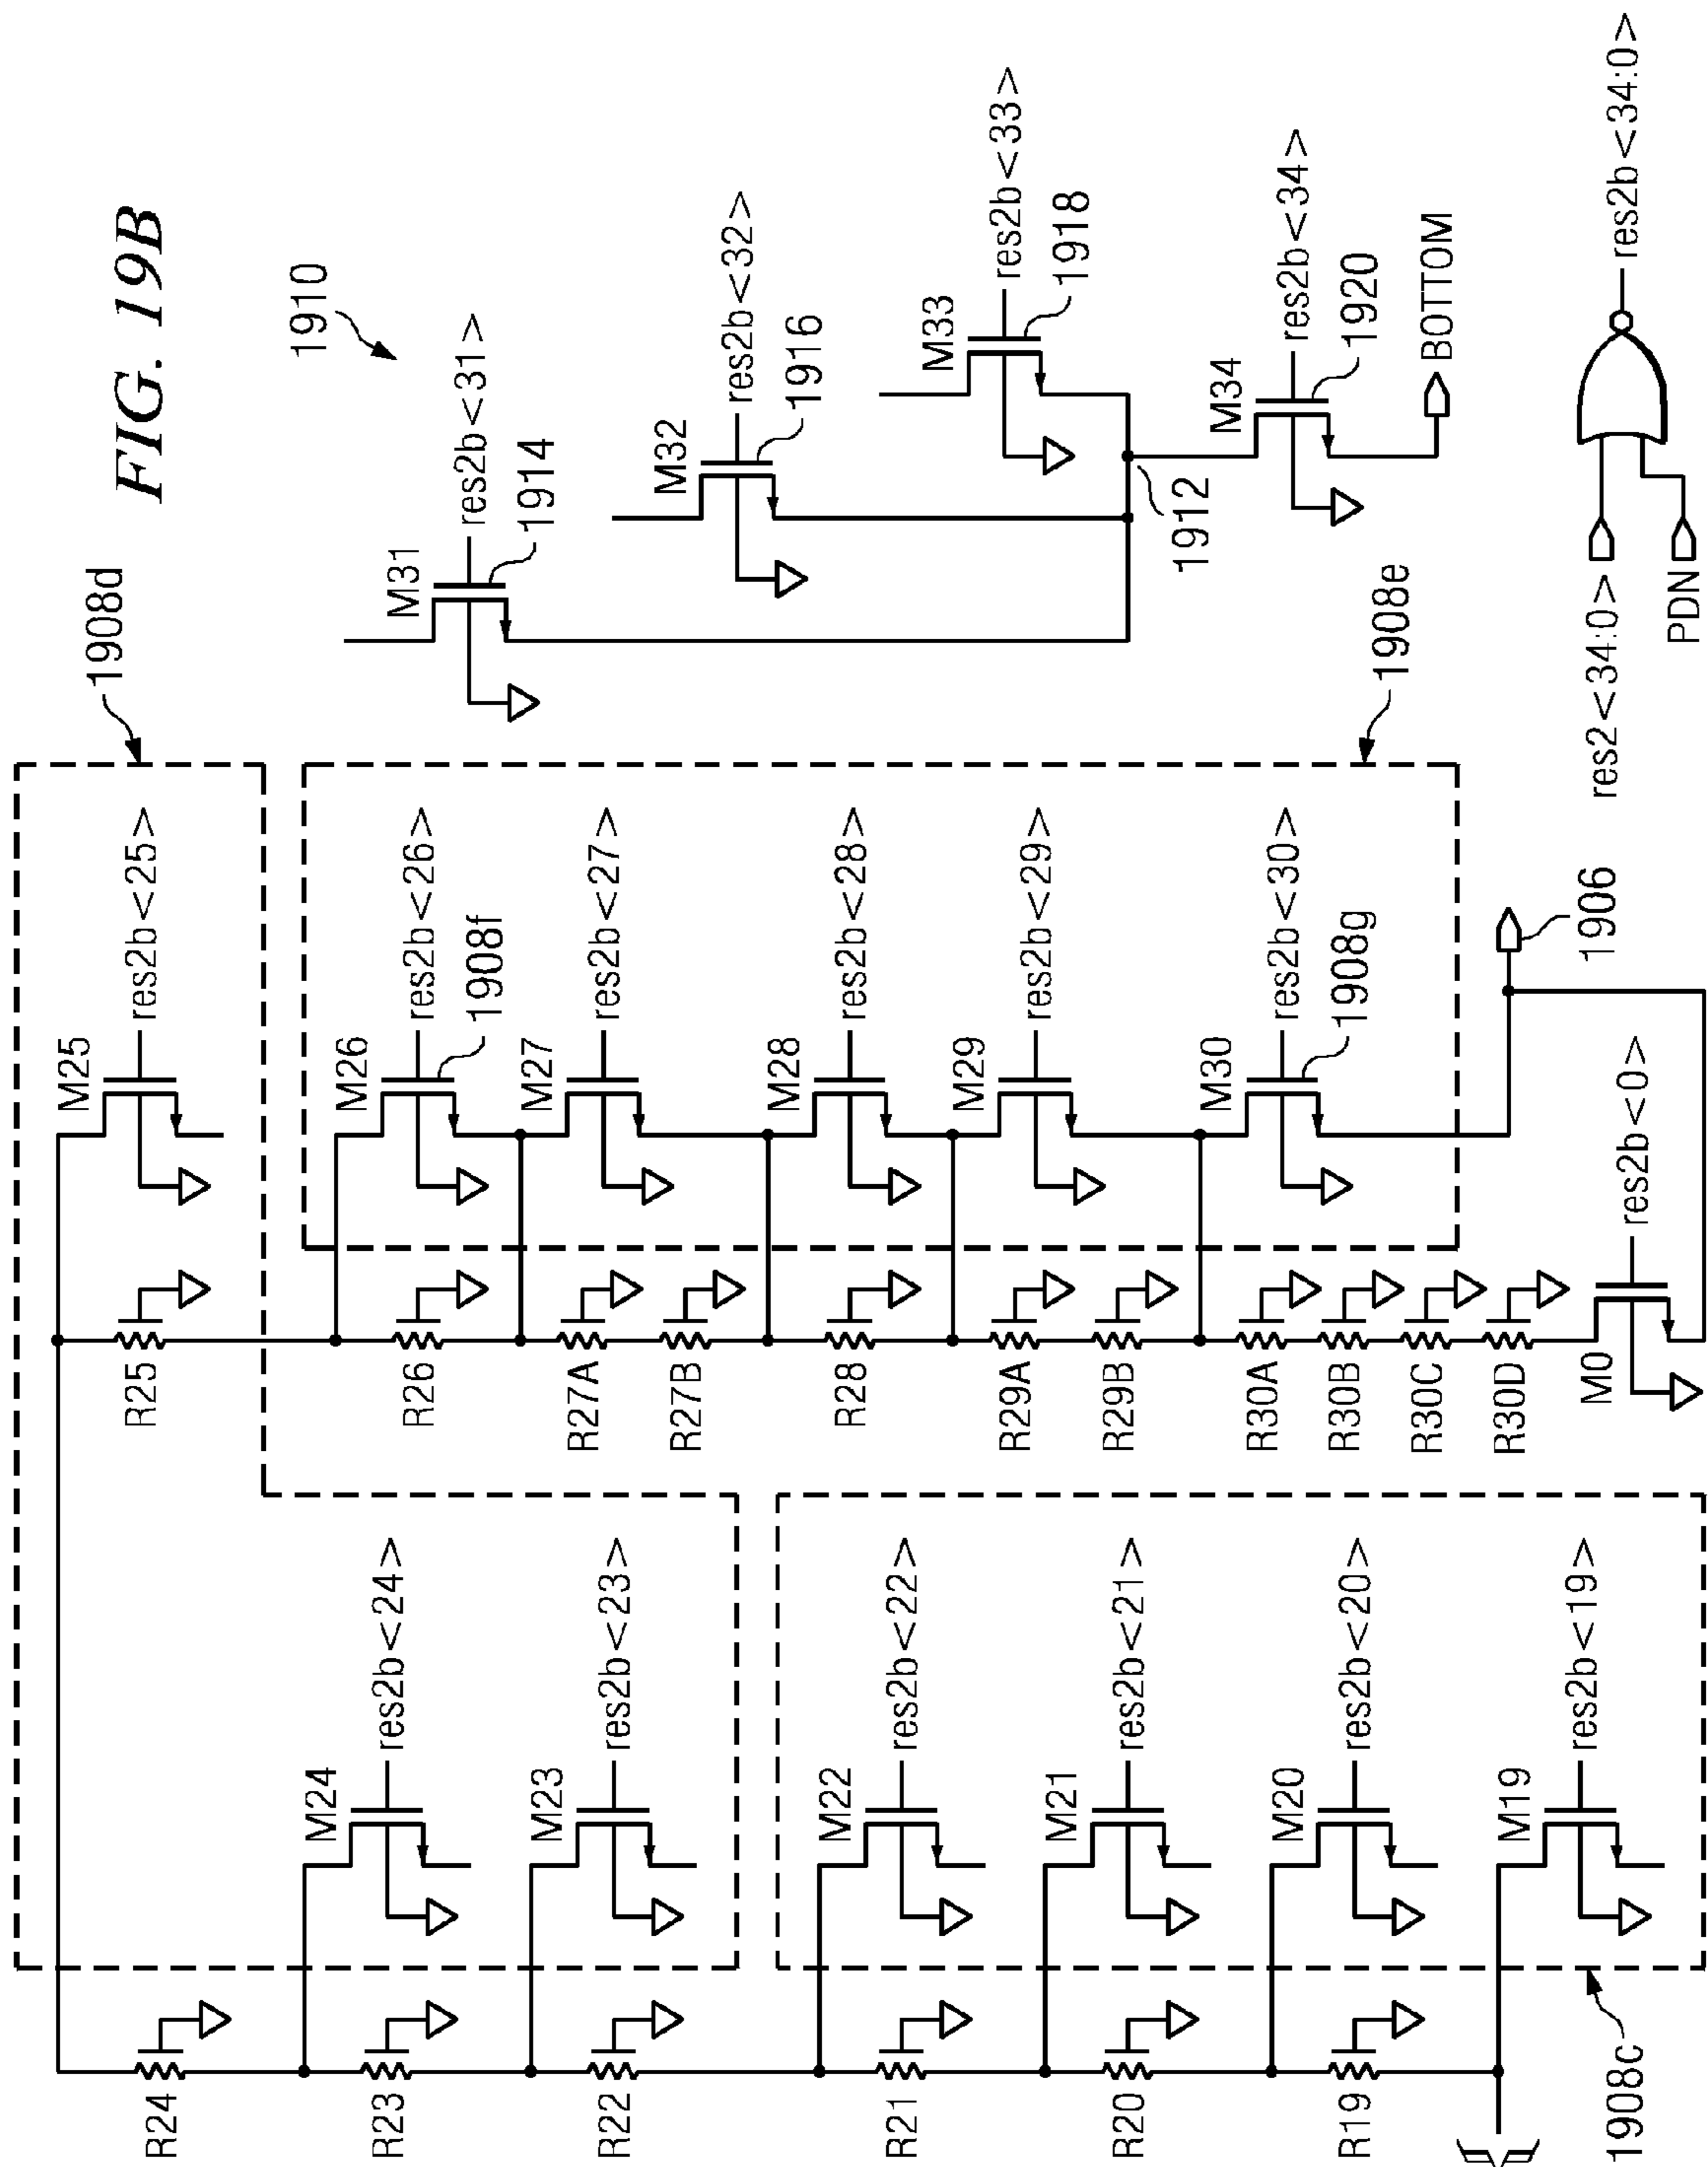 FIG. 19B
1908d
R24
R23
R22
R21
R20
R19
M24
res2b<24>
M23
res2b<23>
M22
res2b<22>
M21
res2b<21>
M20
res2b<20>
M19
res2b<19>
1908c
R25
R26
R27A
R27B
R28
R29A
R29B
R30A
R30B
R30C
R30D
M0
res2b<0>
M25
res2b<25>
M26
res2b<26>
1908f
M27
res2b<27>
M28
res2b<28>
M29
res2b<29>
M30
res2b<30>
1908g
1908e
1906
1910
M31
res2b<31>
1914
M32
res2b<32>
1916
M33
res2b<33>
1918
1912
M34
res2b<34>
1920
BOTTOM
res2<34:0>
PDN
res2b<34:0>